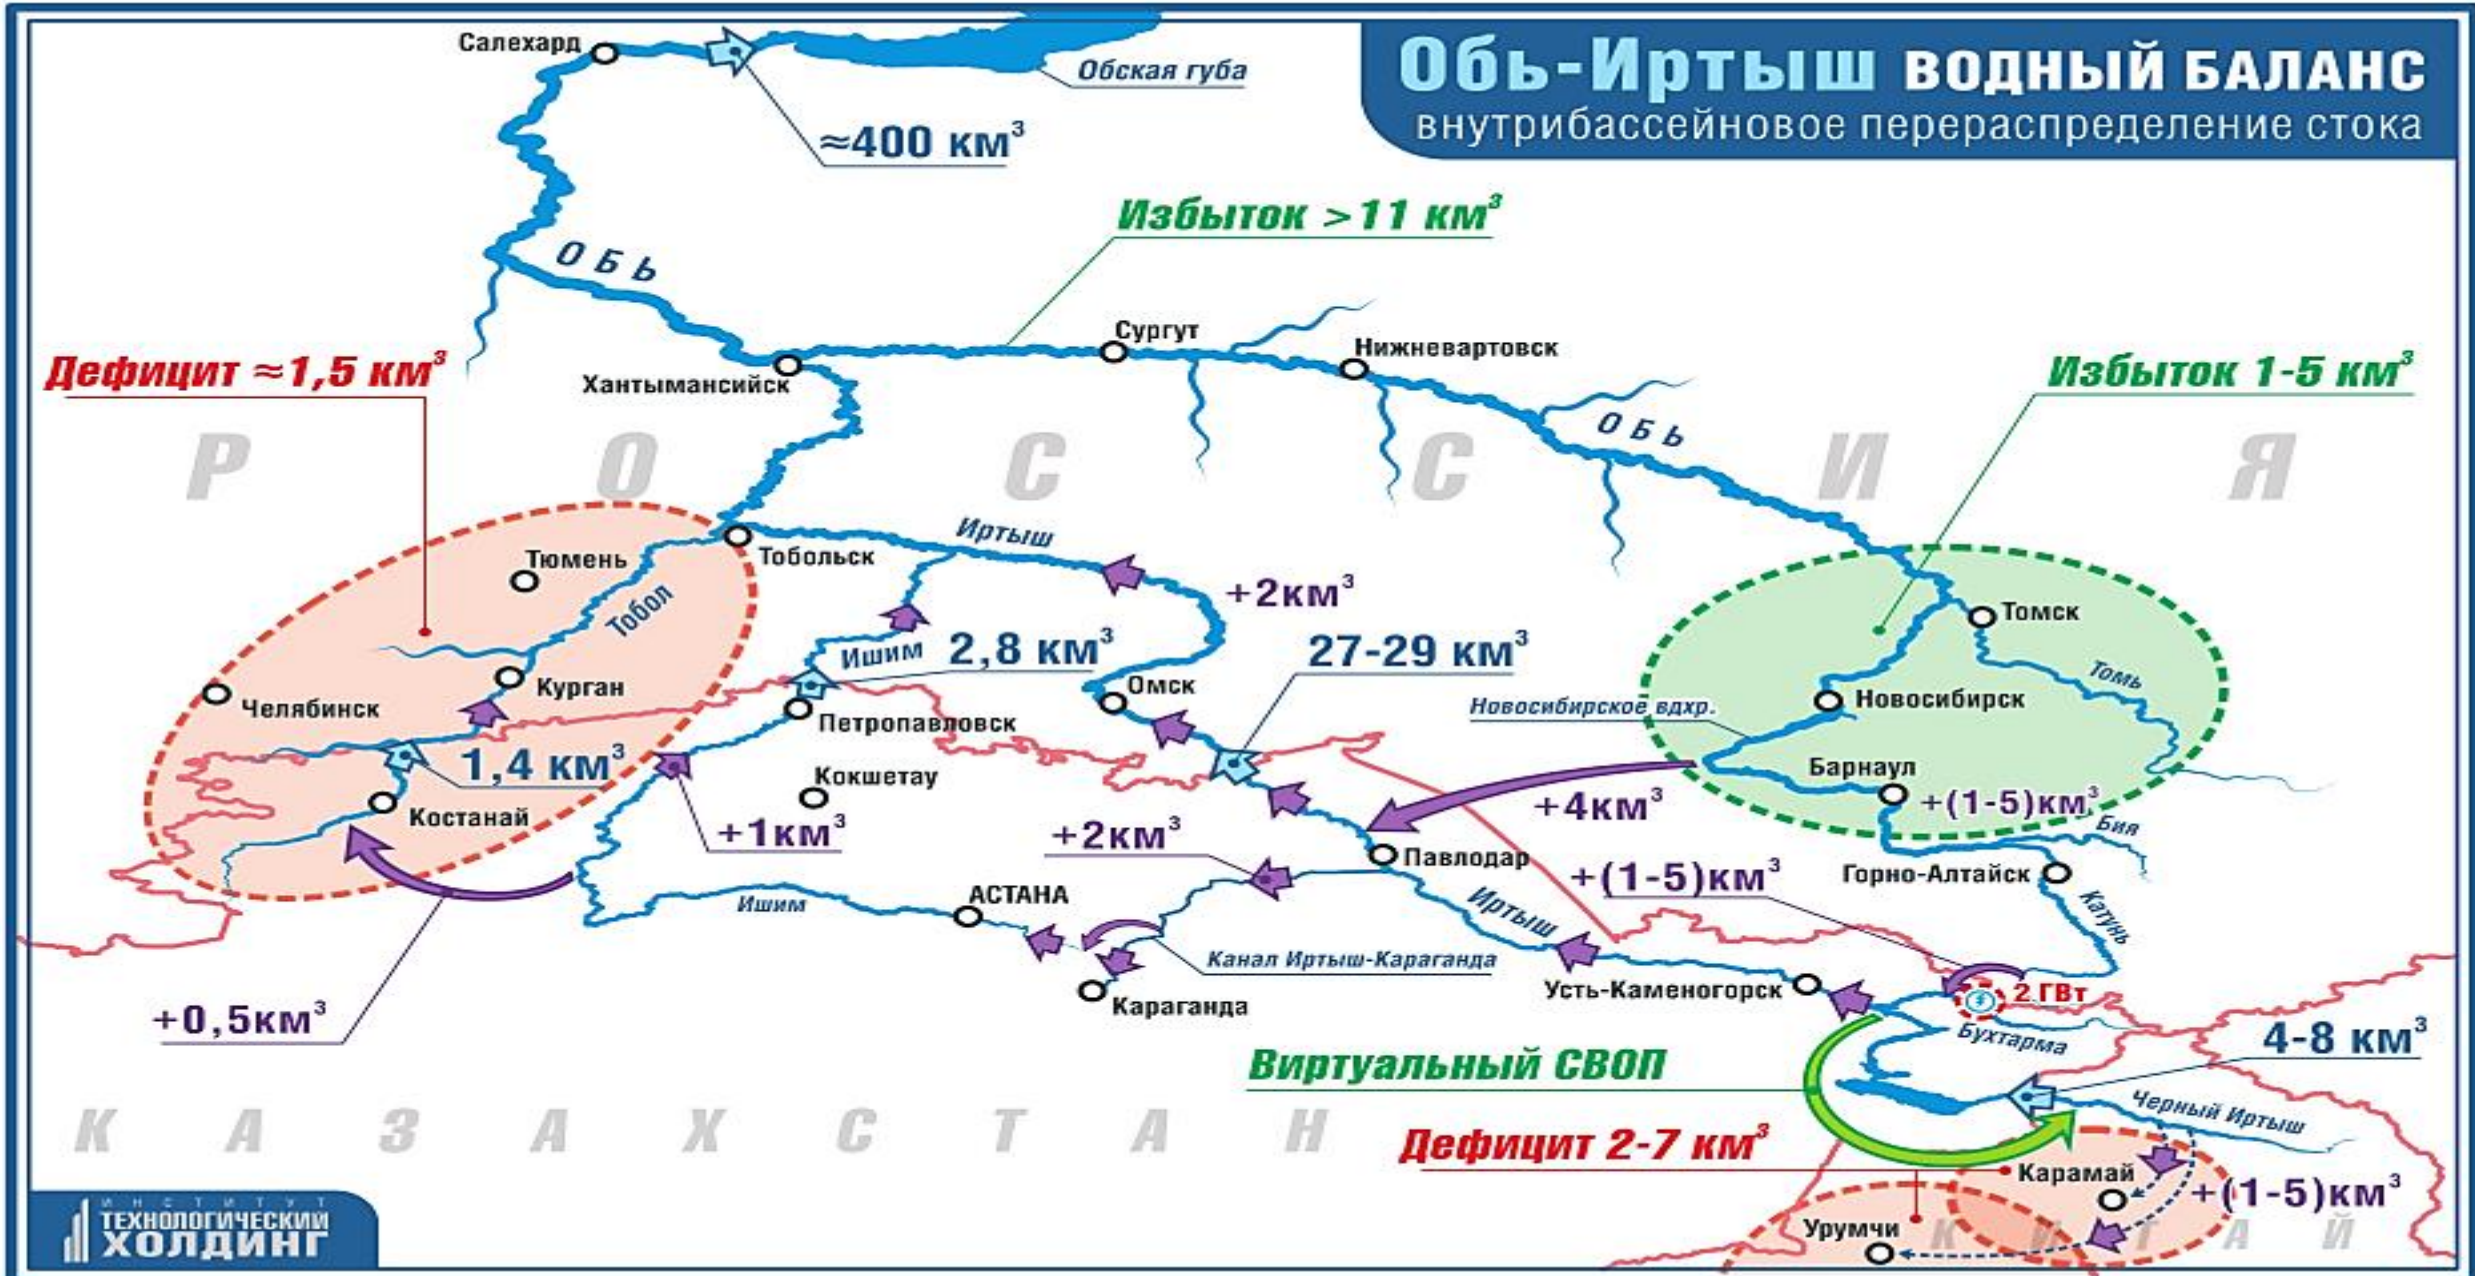 Обь-Иртыш ВОДНЫЙ БАЛАНС
внутрибассейновое перераспределение стока
Салехард
Обская губа
≈400 км³
Избыток >11 км³
ОБЬ
Сургут
Нижневартовск
Хантымансийск
Дефицит ≈1,5 км³
Избыток 1-5 км³
ОБЬ
РОССИЯ
Иртыш
Тобольск
Тюмень
Тобол
+2км³
Томск
Ишим
2,8 км³
27-29 км³
Томь
Курган
Омск
Челябинск
Новосибирское вдхр.
Новосибирск
Петропавловск
1,4 км³
Кокшетау
Барнаул
+4км³
+(1-5)км³
Костанай
+1км³
+2км³
Бия
Павлодар
+(1-5)км³
Горно-Алтайск
АСТАНА
Ишим
Иртыш
Катунь
Канал Иртыш-Караганда
+0,5км³
Караганда
Усть-Каменогорск
2 ГВт
Бухтарма
4-8 км³
Виртуальный СВОП
Черный Иртыш
КАЗАХСТАН
Дефицит 2-7 км³
Карамай
+(1-5)км³
Урумчи
КИТАЙ
ИНСТИТУТ
ТЕХНОЛОГИЧЕСКИЙ
ХОЛДИНГ